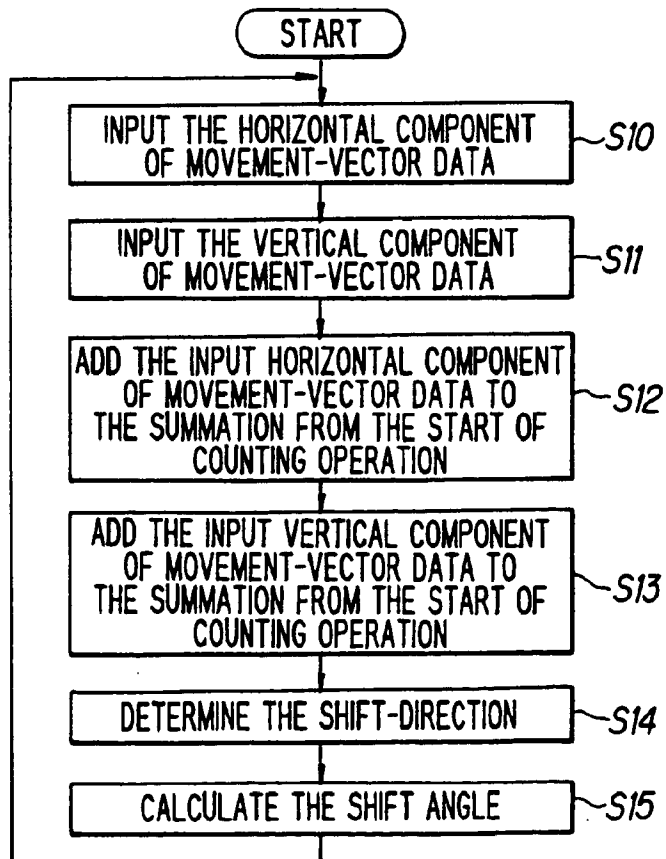 START
INPUT THE HORIZONTAL COMPONENT
OF MOVEMENT-VECTOR DATA
S10
INPUT THE VERTICAL COMPONENT
OF MOVEMENT-VECTOR DATA
S11
ADD THE INPUT HORIZONTAL COMPONENT
OF MOVEMENT-VECTOR DATA TO
THE SUMMATION FROM THE START OF
COUNTING OPERATION
S12
ADD THE INPUT VERTICAL COMPONENT
OF MOVEMENT-VECTOR DATA TO
THE SUMMATION FROM THE START OF
COUNTING OPERATION
S13
DETERMINE THE SHIFT-DIRECTION
S14
CALCULATE THE SHIFT ANGLE
S15